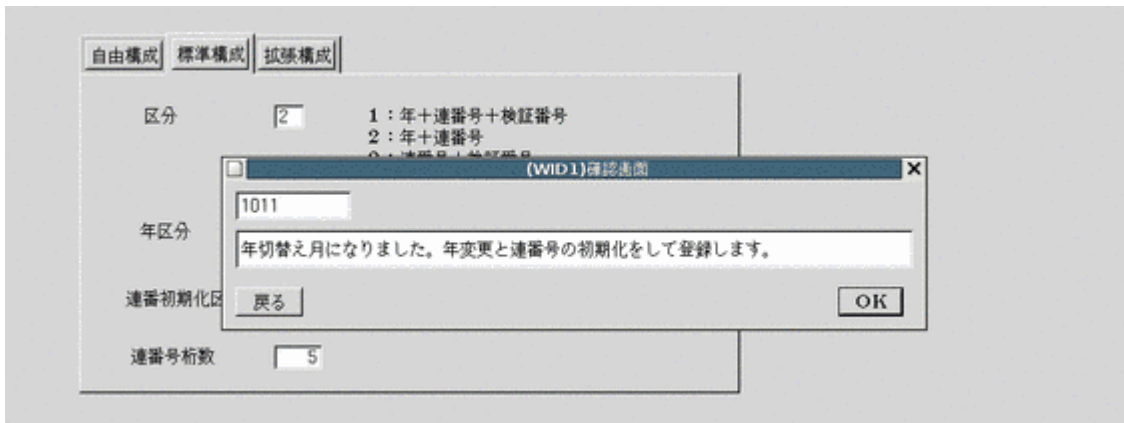 自由構成 標準構成 拡張構成
区分 2 1：年＋連番号＋検証番号
2：年＋連番号
(WID1)確認画面
1011
年区分
年切替え月になりました。年変更と連番号の初期化をして登録します。
連番初期化区
戻る OK
連番号桁数 5